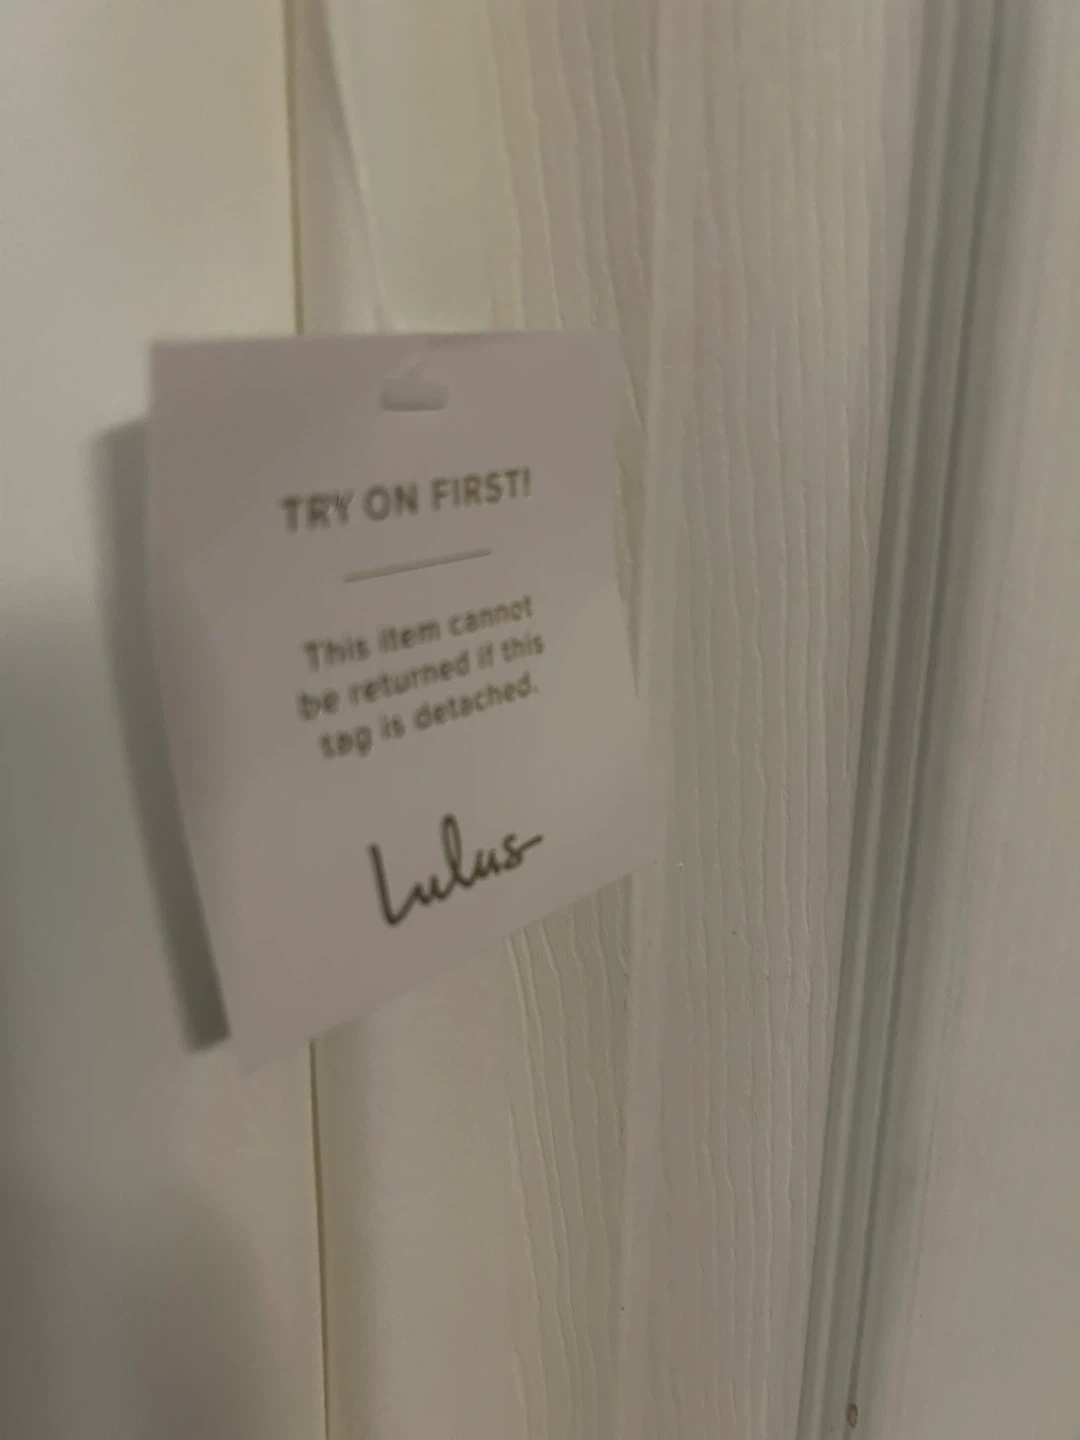 TRY ON FIRST!
This item cannot
be returned if this
tag is detached.
Lulus